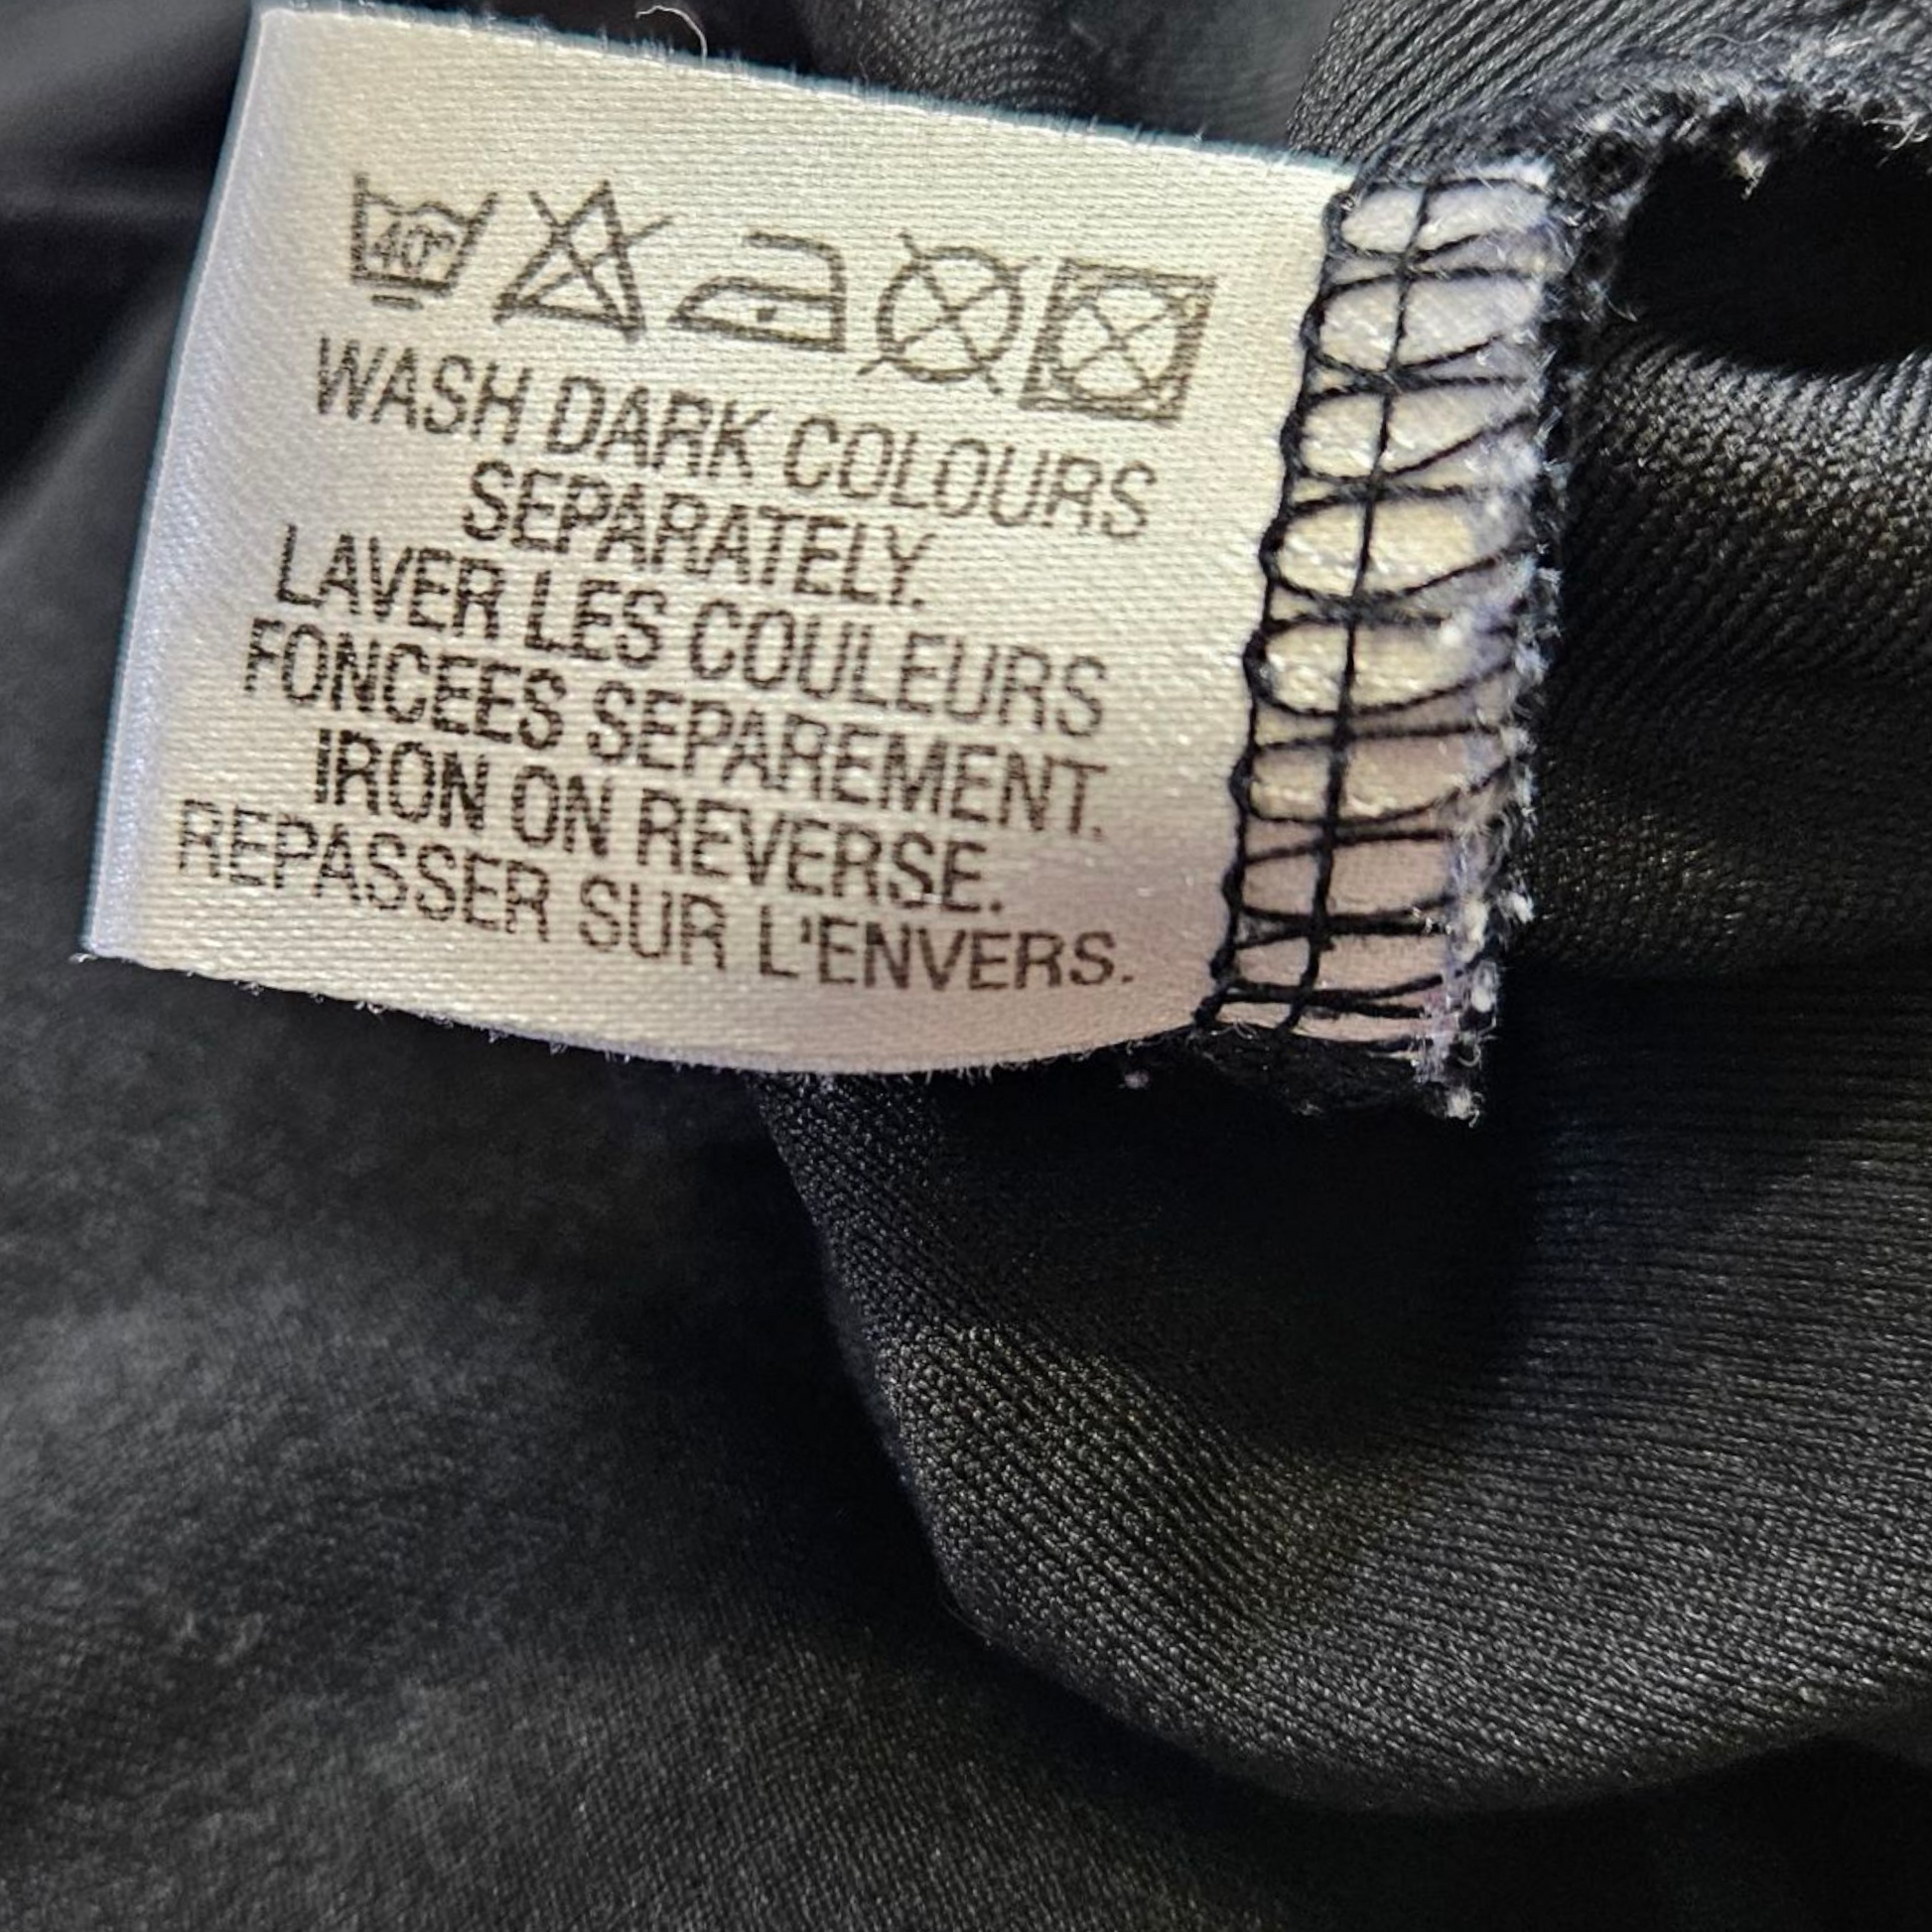 40°
WASH DARK COLOURS
SEPARATELY.
LAVER LES COULEURS
FONCEES SEPAREMENT.
IRON ON REVERSE.
REPASSER SUR L'ENVERS.